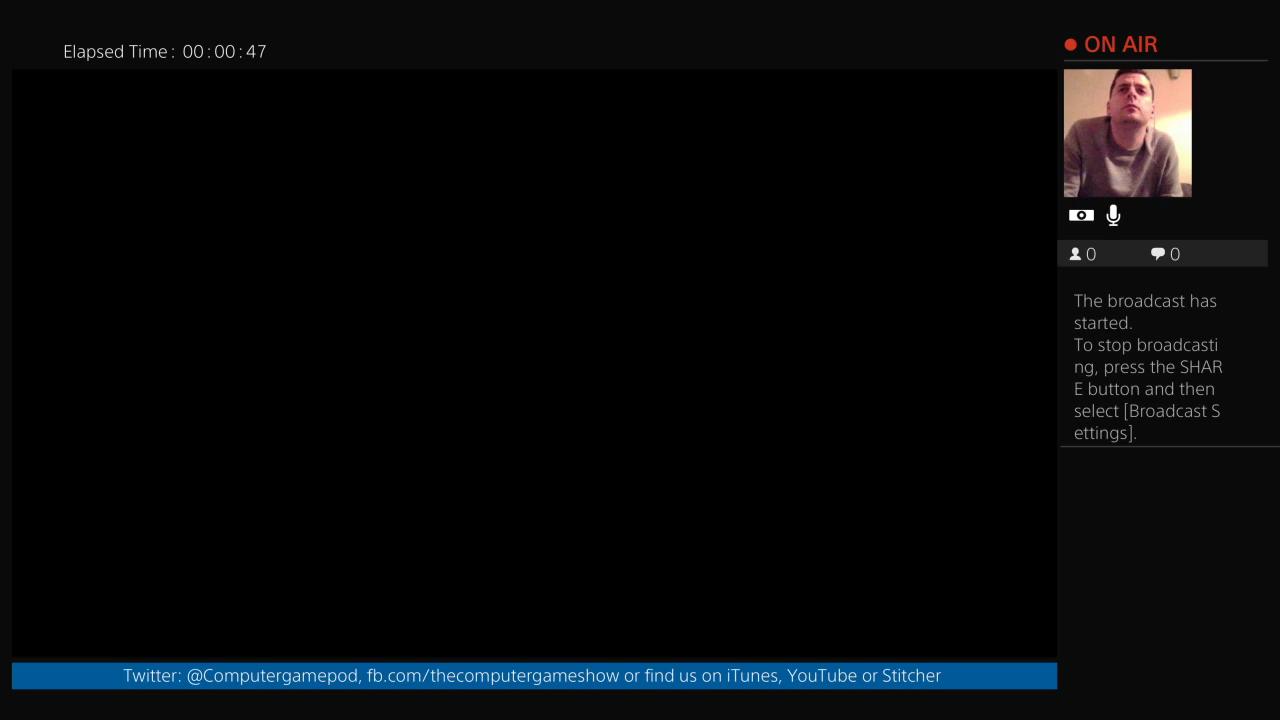 Elapsed Time : 00 : 00 : 47
ON AIR
0 0
The broadcast has
started.
To stop broadcasti
ng, press the SHAR
E button and then
select [Broadcast S
ettings].
Twitter: @Computergamepod, fb.com/thecomputergameshow or find us on iTunes, YouTube or Stitcher